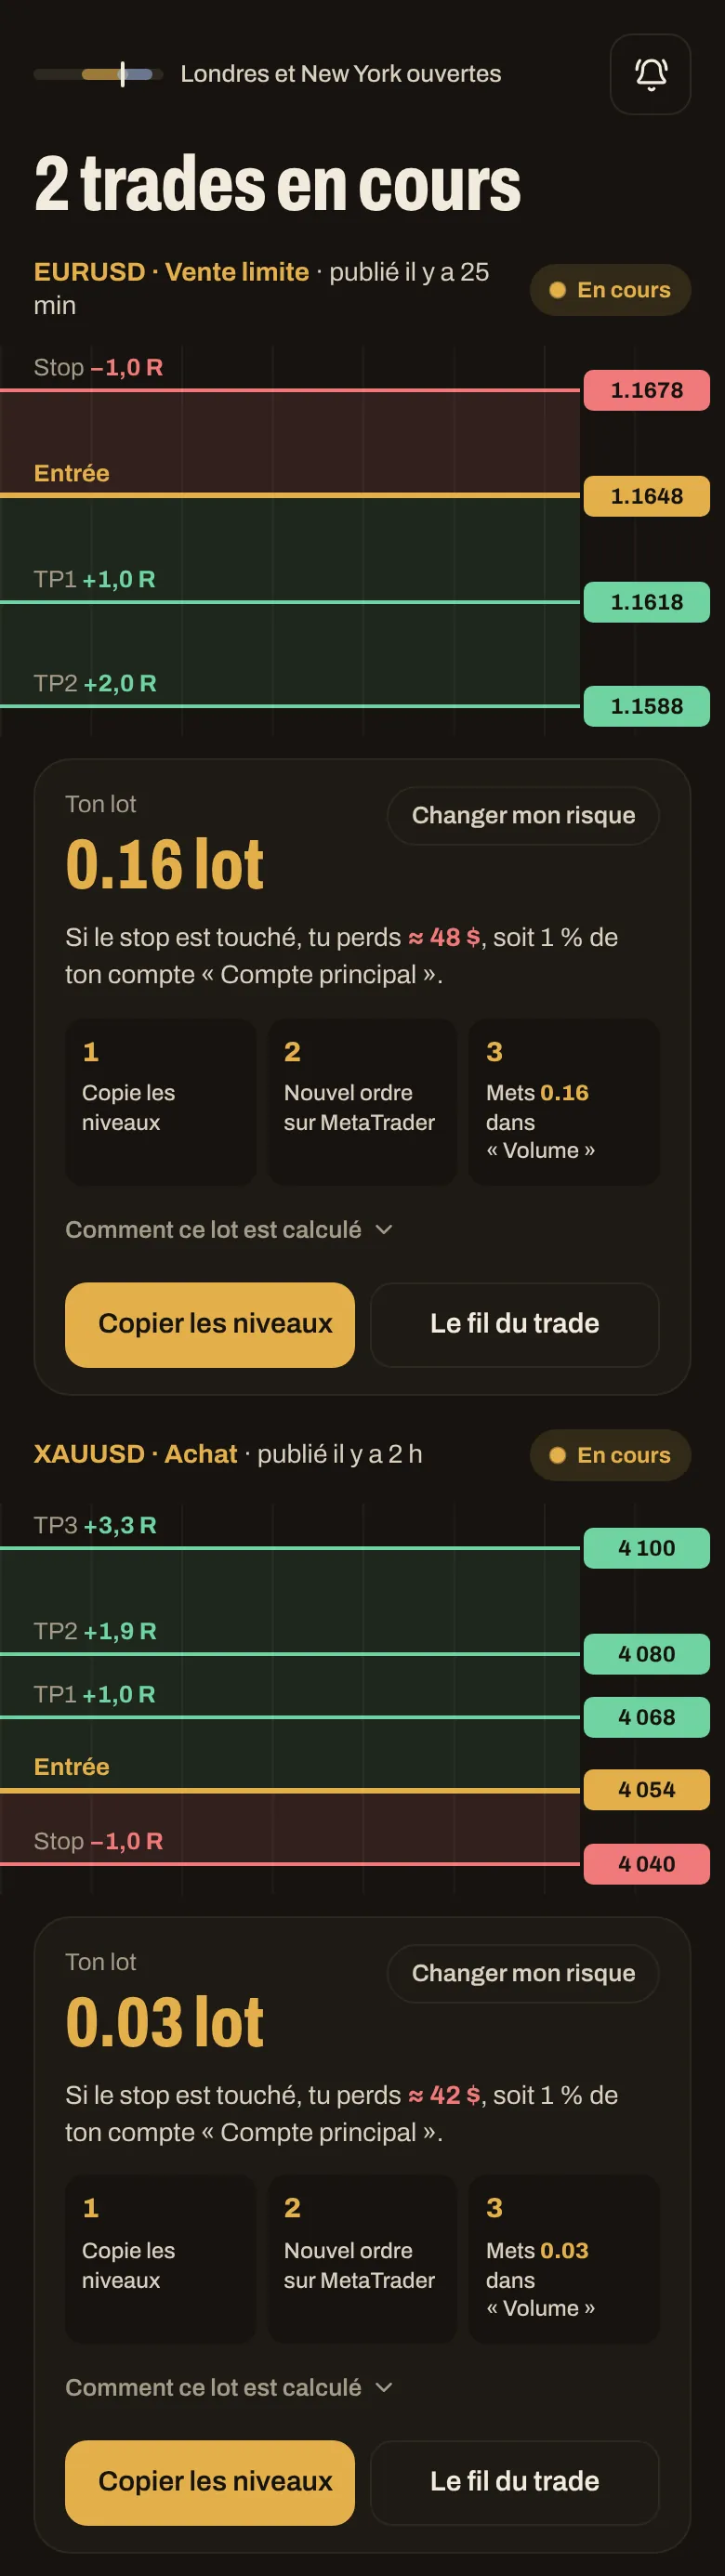 Londres et New York ouvertes
2 trades en cours
EURUSD · Vente limite · publié il y a 25
min
En cours
Stop −1,0 R
1.1678
Entrée
1.1648
TP1 +1,0 R
1.1618
TP2 +2,0 R
1.1588
Ton lot
Changer mon risque
0.16 lot
Si le stop est touché, tu perds ≈ 48 $, soit 1 % de
ton compte « Compte principal ».
1
Copie les
niveaux
2
Nouvel ordre
sur MetaTrader
3
Mets 0.16
dans
« Volume »
Comment ce lot est calculé
Copier les niveaux
Le fil du trade
XAUUSD · Achat · publié il y a 2 h
En cours
TP3 +3,3 R
4 100
TP2 +1,9 R
4 080
TP1 +1,0 R
4 068
Entrée
4 054
Stop −1,0 R
4 040
Ton lot
Changer mon risque
0.03 lot
Si le stop est touché, tu perds ≈ 42 $, soit 1 % de
ton compte « Compte principal ».
1
Copie les
niveaux
2
Nouvel ordre
sur MetaTrader
3
Mets 0.03
dans
« Volume »
Comment ce lot est calculé
Copier les niveaux
Le fil du trade